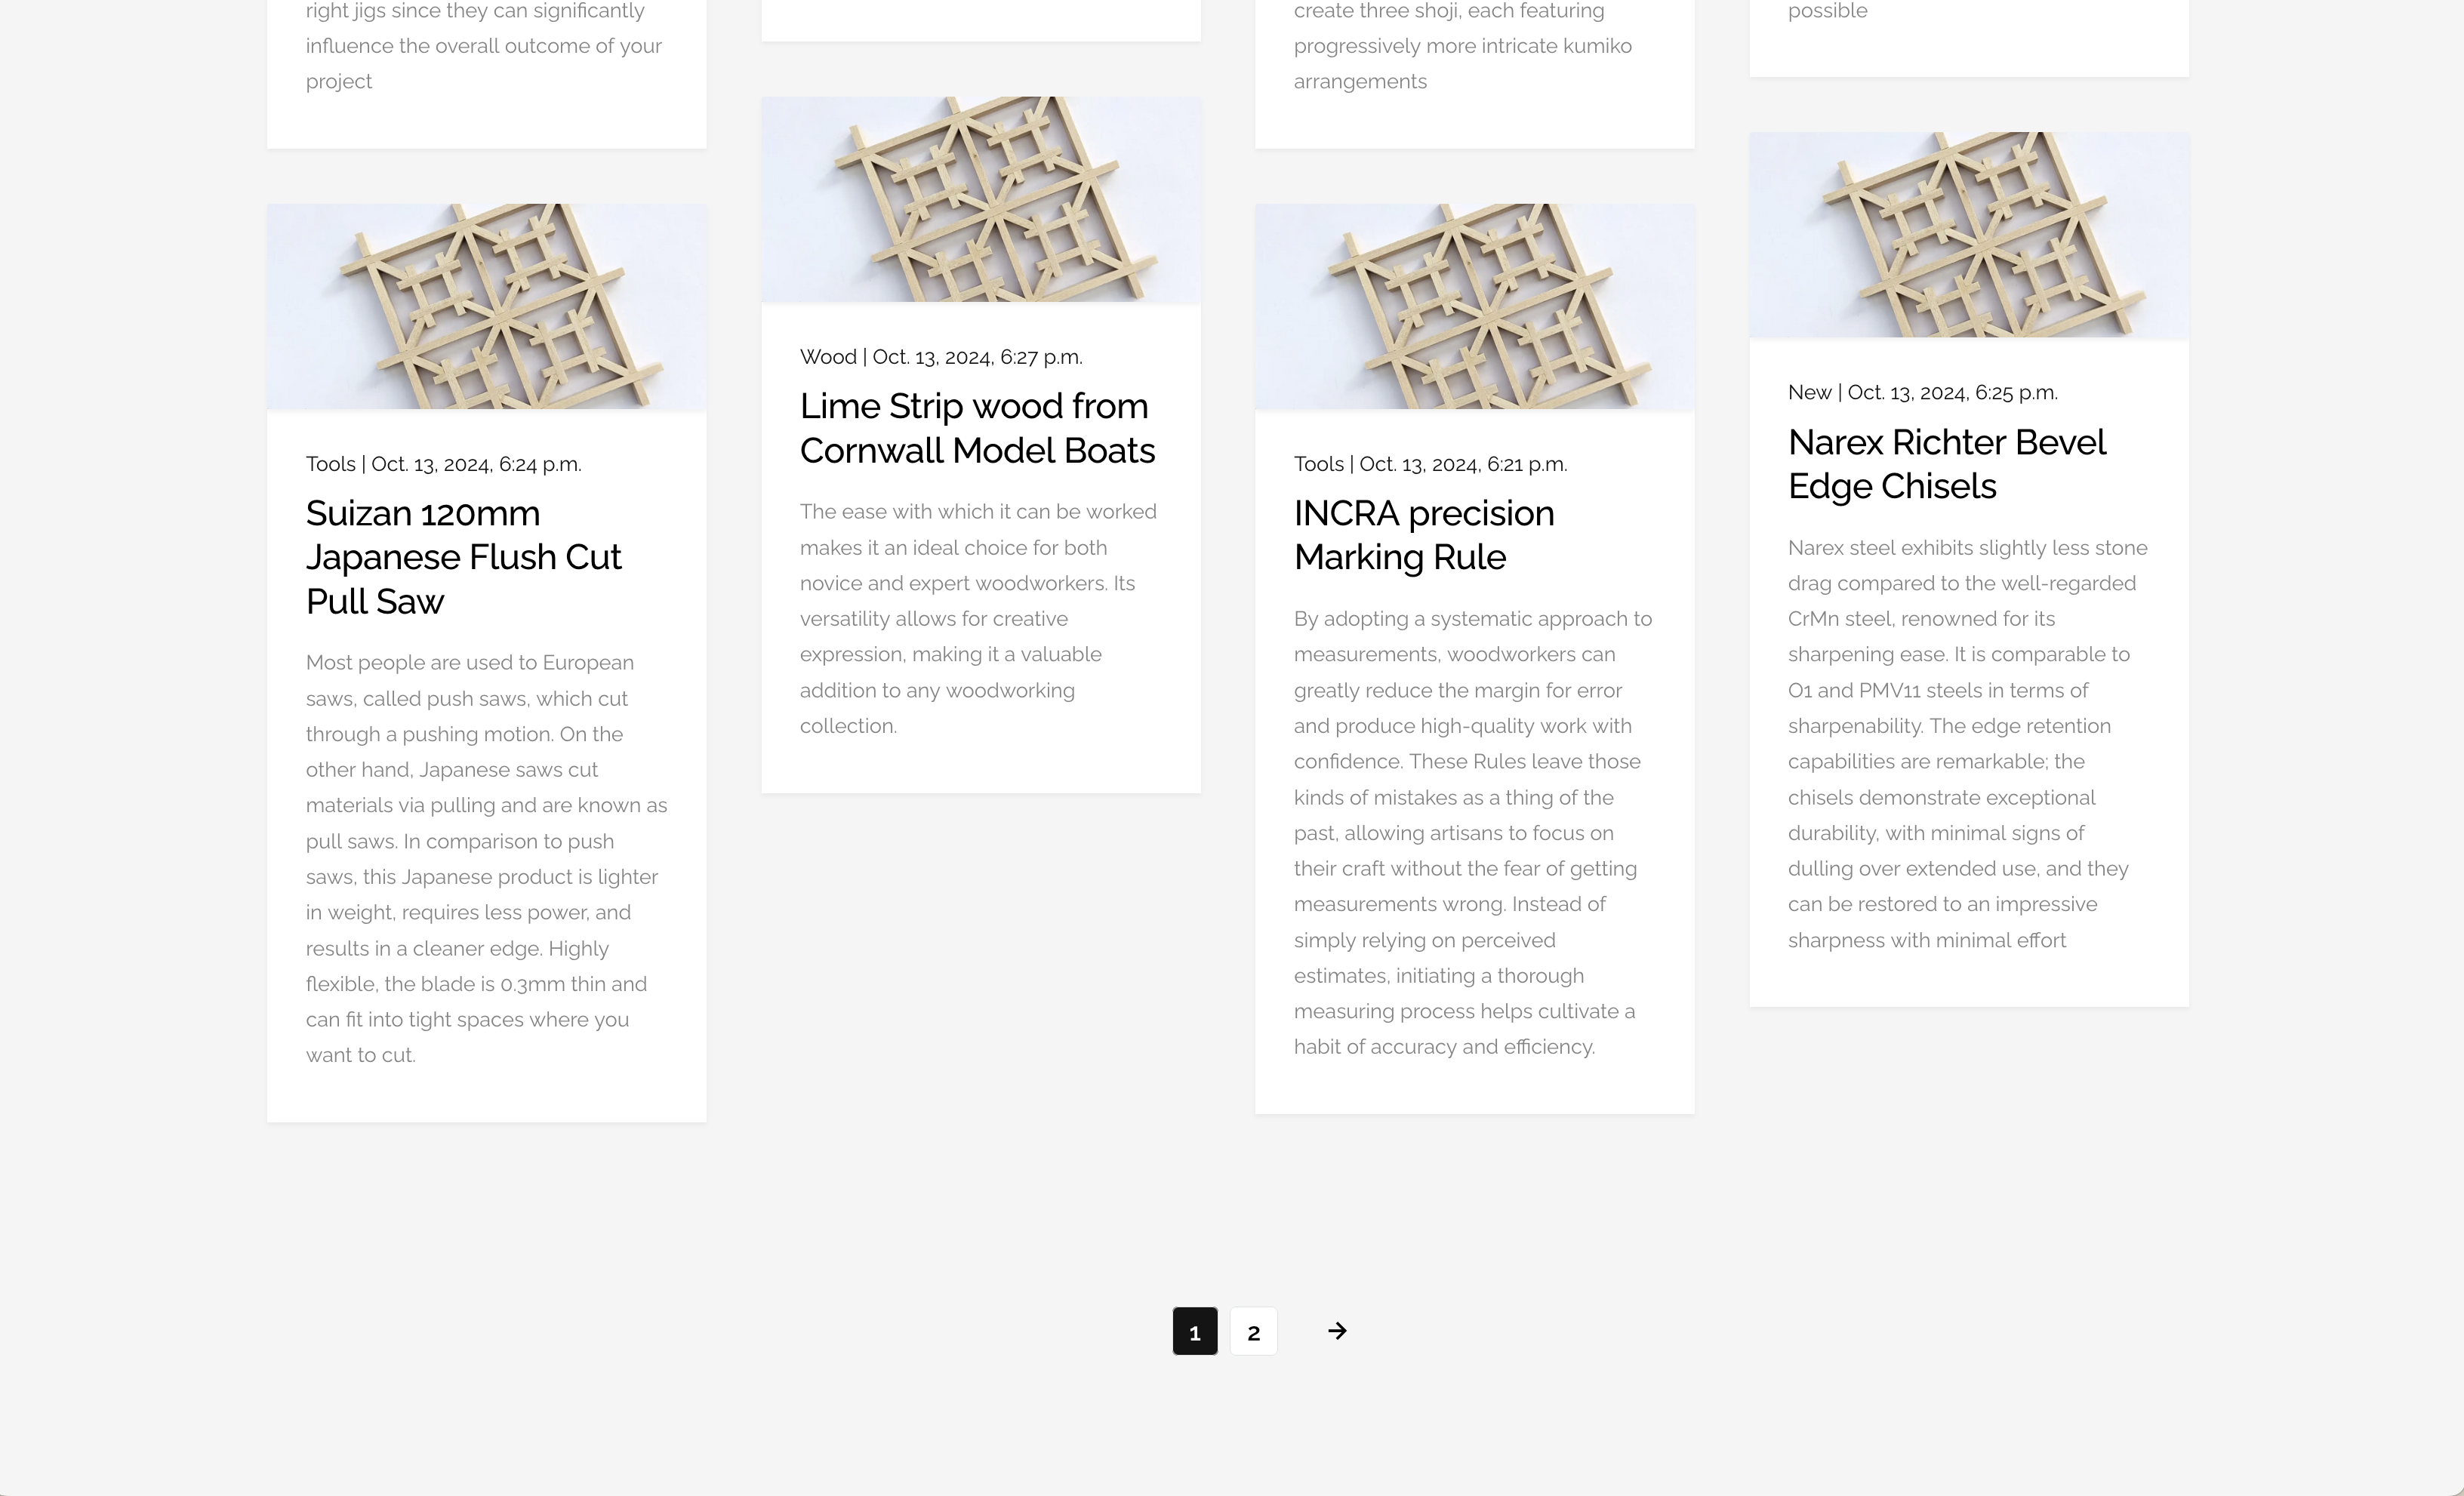 right jigs since they can significantly
influence the overall outcome of your
project
Tools | Oct. 13, 2024, 6:24 p.m.
Suizan 120mm
Japanese Flush Cut
Pull Saw
Most people are used to European
saws, called push saws, which cut
through a pushing motion. On the
other hand, Japanese saws cut
materials via pulling and are known as
pull saws. In comparison to push
saws, this Japanese product is lighter
in weight, requires less power, and
results in a cleaner edge. Highly
flexible, the blade is 0.3mm thin and
can fit into tight spaces where you
want to cut.
Wood | Oct. 13, 2024, 6:27 p.m.
Lime Strip wood from
Cornwall Model Boats
The ease with which it can be worked
makes it an ideal choice for both
novice and expert woodworkers. Its
versatility allows for creative
expression, making it a valuable
addition to any woodworking
collection.
create three shoji, each featuring
progressively more intricate kumiko
arrangements
Tools | Oct. 13, 2024, 6:21 p.m.
INCRA precision
Marking Rule
By adopting a systematic approach to
measurements, woodworkers can
greatly reduce the margin for error
and produce high-quality work with
confidence. These Rules leave those
kinds of mistakes as a thing of the
past, allowing artisans to focus on
their craft without the fear of getting
measurements wrong. Instead of
simply relying on perceived
estimates, initiating a thorough
measuring process helps cultivate a
habit of accuracy and efficiency.
possible
New | Oct. 13, 2024, 6:25 p.m.
Narex Richter Bevel
Edge Chisels
Narex steel exhibits slightly less stone
drag compared to the well-regarded
CrMn steel, renowned for its
sharpening ease. It is comparable to
O1 and PMV11 steels in terms of
sharpenability. The edge retention
capabilities are remarkable; the
chisels demonstrate exceptional
durability, with minimal signs of
dulling over extended use, and they
can be restored to an impressive
sharpness with minimal effort
1 2 →